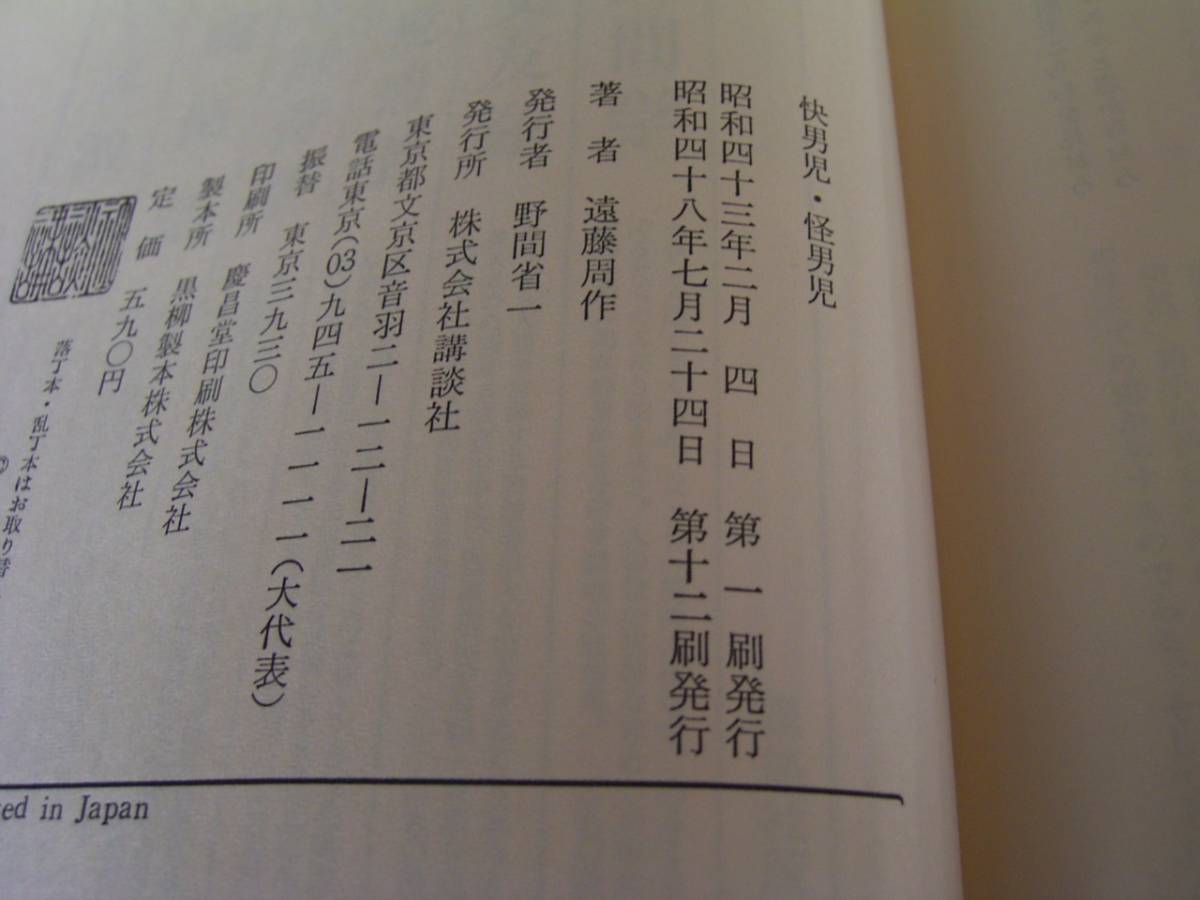 快男児・怪男児
昭和四十三年二月 四 日 第 一 刷発行
昭和四十八年七月二十四日 第十二刷発行
著 者 遠藤周作
発行者 野間省一
発行所 株式会社講談社
東京都文京区音羽二—一二—二一
電話東京(03)九四五—一一一一(大代表)
振替 東京三九三〇
印刷所 慶昌堂印刷株式会社
製本所 黒柳製本株式会社
定 価 五九〇円
落丁本・乱丁本はお取り替
ed in Japan